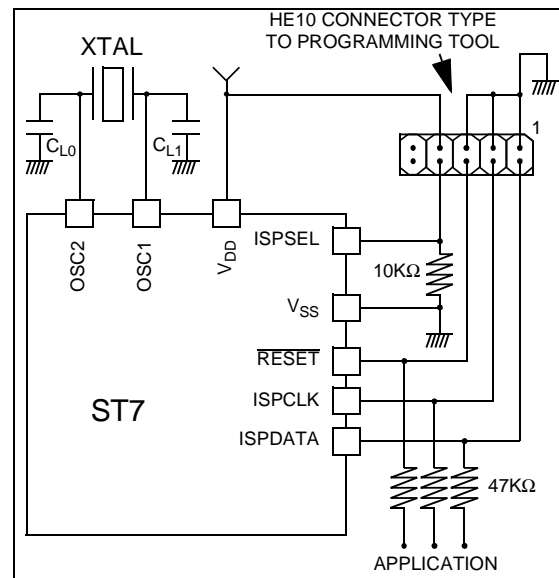 HE10 CONNECTOR TYPE
TO PROGRAMMING TOOL
XTAL
1
CL0
CL1
OSC2
OSC1
VDD
ISPSEL
10KΩ
VSS
RESET
ST7
ISPCLK
ISPDATA
47KΩ
APPLICATION